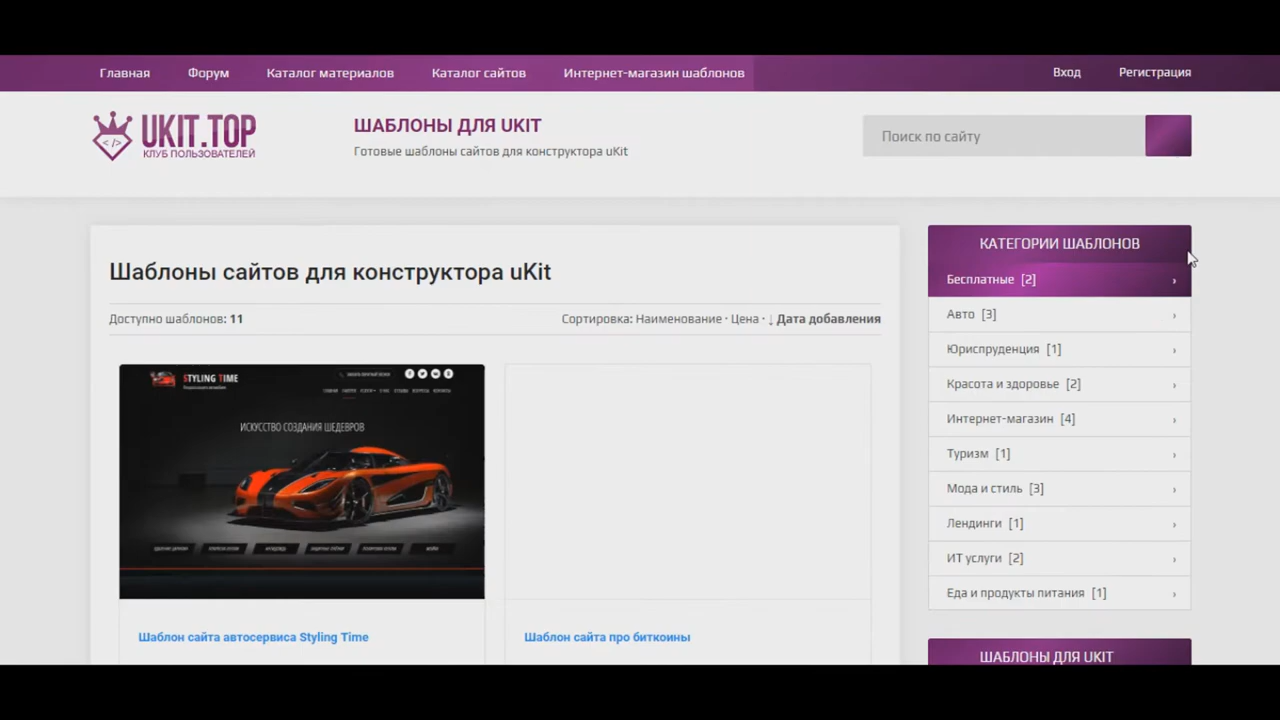 Главная Форум Каталог материалов Каталог сайтов Интернет-магазин шаблонов Вход Регистрация
</>
UKIT.TOP
КЛУБ ПОЛЬЗОВАТЕЛЕЙ
ШАБЛОНЫ ДЛЯ UKIT
Готовые шаблоны сайтов для конструктора uKit
Поиск по сайту
Шаблоны сайтов для конструктора uKit
Доступно шаблонов: 11
Сортировка: Наименование · Цена · ↓ Дата добавления
STYLING TIME
ИСКУССТВО СОЗДАНИЯ ШЕДЕВРОВ
Шаблон сайта автосервиса Styling Time
Шаблон сайта про биткоины
КАТЕГОРИИ ШАБЛОНОВ
Бесплатные [2] ›
Авто [3] ›
Юриспруденция [1] ›
Красота и здоровье [2] ›
Интернет-магазин [4] ›
Туризм [1] ›
Мода и стиль [3] ›
Лендинги [1] ›
ИТ услуги [2] ›
Еда и продукты питания [1] ›
ШАБЛОНЫ ДЛЯ UKIT